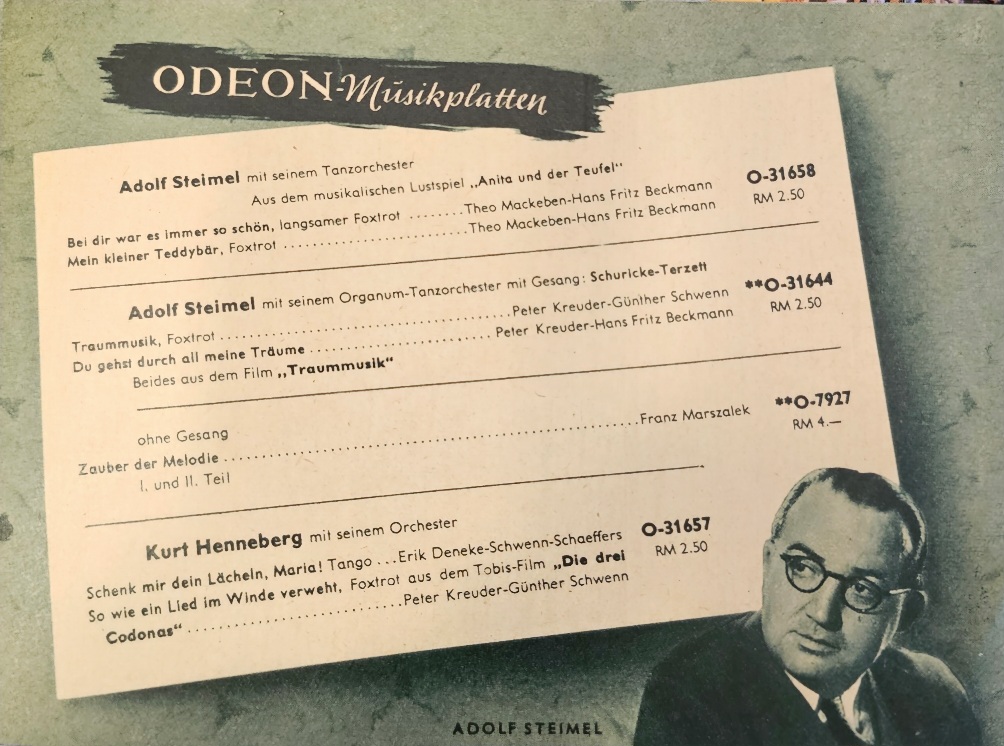 ODEON-Musikplatten
Adolf Steimel mit seinem Tanzorchester
Aus dem musikalischen Lustspiel „Anita und der Teufel"
O-31658
Bei dir war es immer so schön, langsamer Foxtrot ........Theo Mackeben-Hans Fritz Beckmann
RM 2.50
Mein kleiner Teddybär, Foxtrot ............................Theo Mackeben-Hans Fritz Beckmann
Adolf Steimel mit seinem Organum-Tanzorchester mit Gesang: Schuricke-Terzett
**O-31644
Traummusik, Foxtrot ........................................Peter Kreuder-Günther Schwenn
RM 2.50
Du gehst durch all meine Träume ........................... Peter Kreuder-Hans Fritz Beckmann
Beides aus dem Film „Traummusik"
ohne Gesang
**O-7927
Zauber der Melodie ...............................................................Franz Marszalek
RM 4.—
I. und II. Teil
Kurt Henneberg mit seinem Orchester
O-31657
Schenk mir dein Lächeln, Maria! Tango ...Erik Deneke-Schwenn-Schaeffers
RM 2.50
So wie ein Lied im Winde verweht, Foxtrot aus dem Tobis-Film „Die drei
Codonas" ................................Peter Kreuder-Günther Schwenn
ADOLF STEIMEL